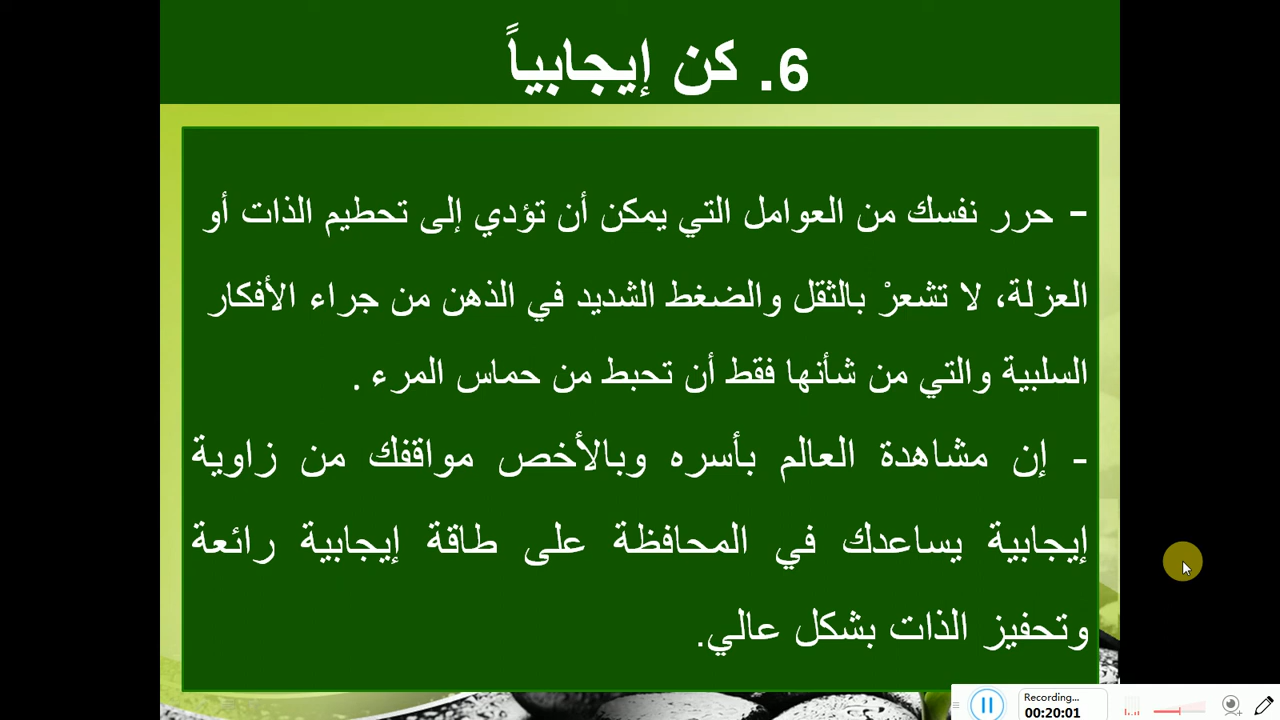 6. كن إيجابياً
- حرر نفسك من العوامل التي يمكن أن تؤدي إلى تحطيم الذات أو
العزلة، لا تشعرْ بالثقل والضغط الشديد في الذهن من جراء الأفكار
السلبية والتي من شأنها فقط أن تحبط من حماس المرء .
- إن مشاهدة العالم بأسره وبالأخص مواقفك من زاوية
إيجابية يساعدك في المحافظة على طاقة إيجابية رائعة
وتحفيز الذات بشكل عالي.
Recording...
00:20:01